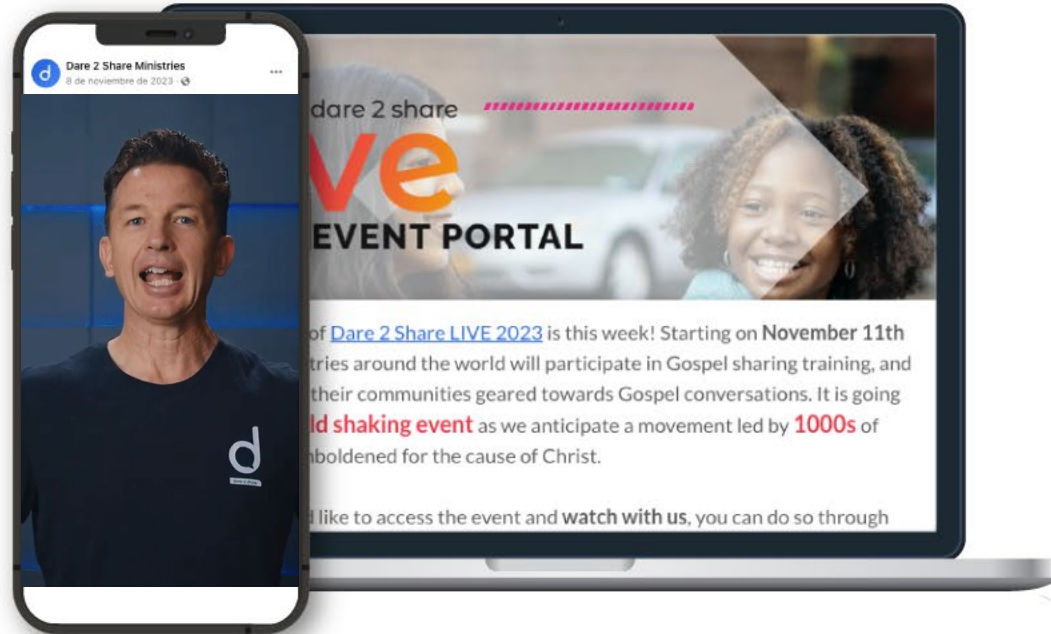 Dare 2 Share Ministries
8 de noviembre de 2023
d
dare 2 share
ve
EVENT PORTAL
of Dare 2 Share LIVE 2023 is this week! Starting on November 11th
tries around the world will participate in Gospel sharing training, and
their communities geared towards Gospel conversations. It is going
ld shaking event as we anticipate a movement led by 1000s of
mboldened for the cause of Christ.
like to access the event and watch with us, you can do so through